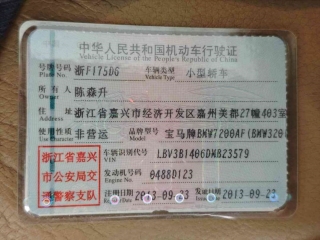 中华人民共和国机动车行驶证
Vehicle License of the People's Republic of China
号牌号码 浙F175DG 车辆类型 小型轿车
Plate No. Vehicle Type
所有人 陈森升
Owner
住址 浙江省嘉兴市经济开发区嘉州美都27幢403室
Address
使用性质 非营运 品牌型号 宝马牌BMW7200AF(BMW320
Use Character Model
浙江省嘉兴
市公安局交
通警察支队
车辆识别代号 LBV3B1406DMB23579
VIN
发动机号码 0488D123
Engine No.
注册日期 2013-09-23 发证日期 2013-09-23